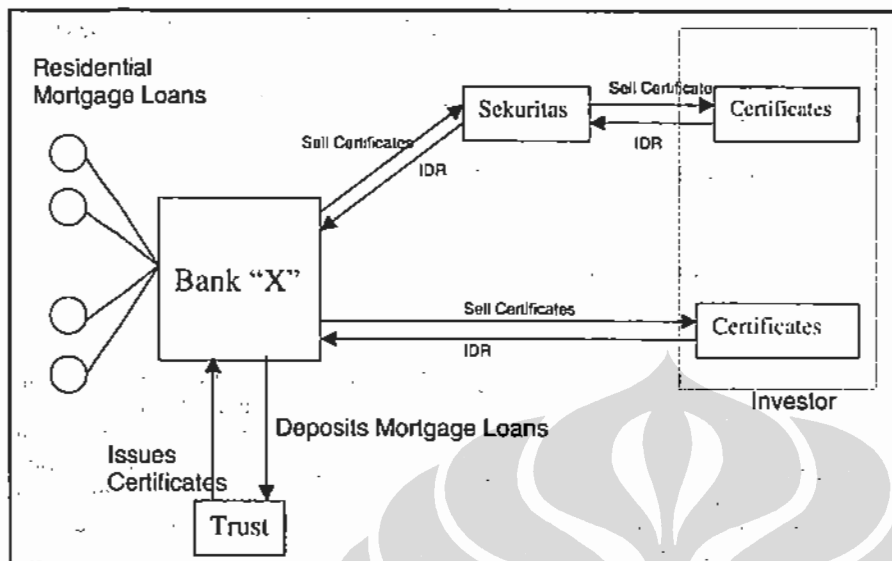 Residential
Mortgage Loans
Sell Certificates
IDR
Sekuritas
Sell Certificate
IDR
Certificates
Bank “X”
Sell Certificates
IDR
Certificates
Investor
Issues
Certificates
Deposits Mortgage Loans
Trust